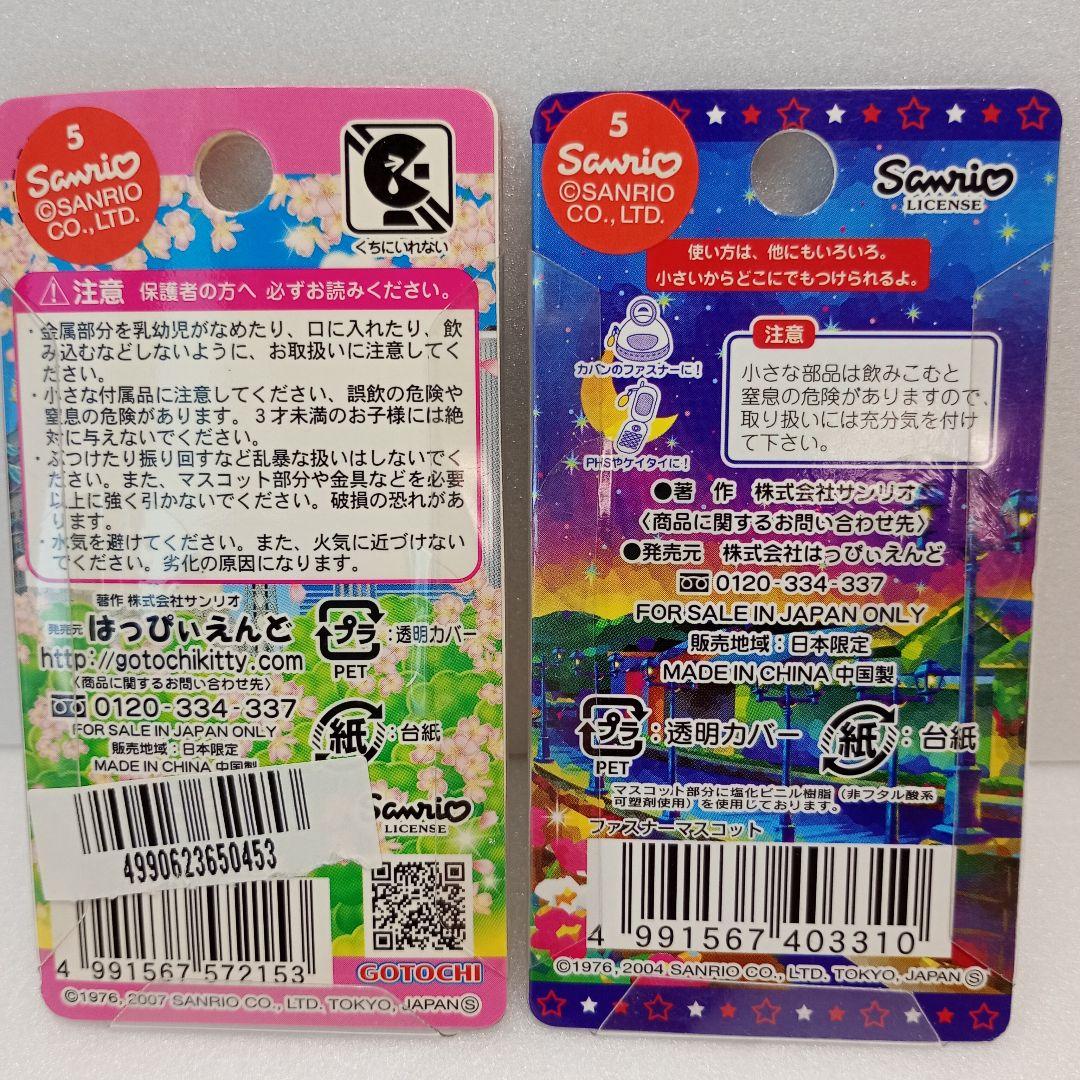 5
Sanrio
©SANRIO
CO., LTD.
くちにいれない
注意 保護者の方へ 必ずお読みください。
・金属部分を乳幼児がなめたり、口に入れたり、飲
み込むなどしないように、お取扱いに注意してく
ださい。
・小さな付属品に注意してください、誤飲の危険や
窒息の危険があります。3才未満のお子様には絶
対に与えないでください。
・ぶつけたり振り回すなど乱暴な扱いはしないでく
ださい。また、マスコット部分や金具などを必要
以上に強く引かないでください。破損の恐れがあ
ります。
・水気を避けてください。また、火気に近づけない
でください。劣化の原因になります。
著作 株式会社サンリオ
発売元 はっぴぃえんど
http://gotochikitty.com
〈商品に関するお問い合わせ先〉
0120-334-337
FOR SALE IN JAPAN ONLY
販売地域：日本限定
MADE IN CHINA 中国製
プラ：透明カバー
PET
紙：台紙
4990623650453
Sanrio
LICENSE
4 991567 572153
GOTOCHI
©1976, 2007 SANRIO CO., LTD. TOKYO, JAPAN Ⓢ
5
Sanrio
©SANRIO
CO., LTD.
Sanrio
LICENSE
使い方は、他にもいろいろ。
小さいからどこにでもつけられるよ。
カバンのファスナーに！
PHSやケイタイに！
注意
小さな部品は飲みこむと
窒息の危険がありますので、
取り扱いには充分気を付け
て下さい。
●著 作 株式会社サンリオ
〈商品に関するお問い合わせ先〉
●発売元 株式会社はっぴぃえんど
0120-334-337
FOR SALE IN JAPAN ONLY
販売地域：日本限定
MADE IN CHINA 中国製
プラ：透明カバー 紙：台紙
PET
マスコット部分に塩化ビニル樹脂（非フタル酸系
可塑剤使用）を使用しております。
ファスナーマスコット
4 991567 403310
©1976, 2004 SANRIO CO., LTD. TOKYO, JAPAN Ⓢ